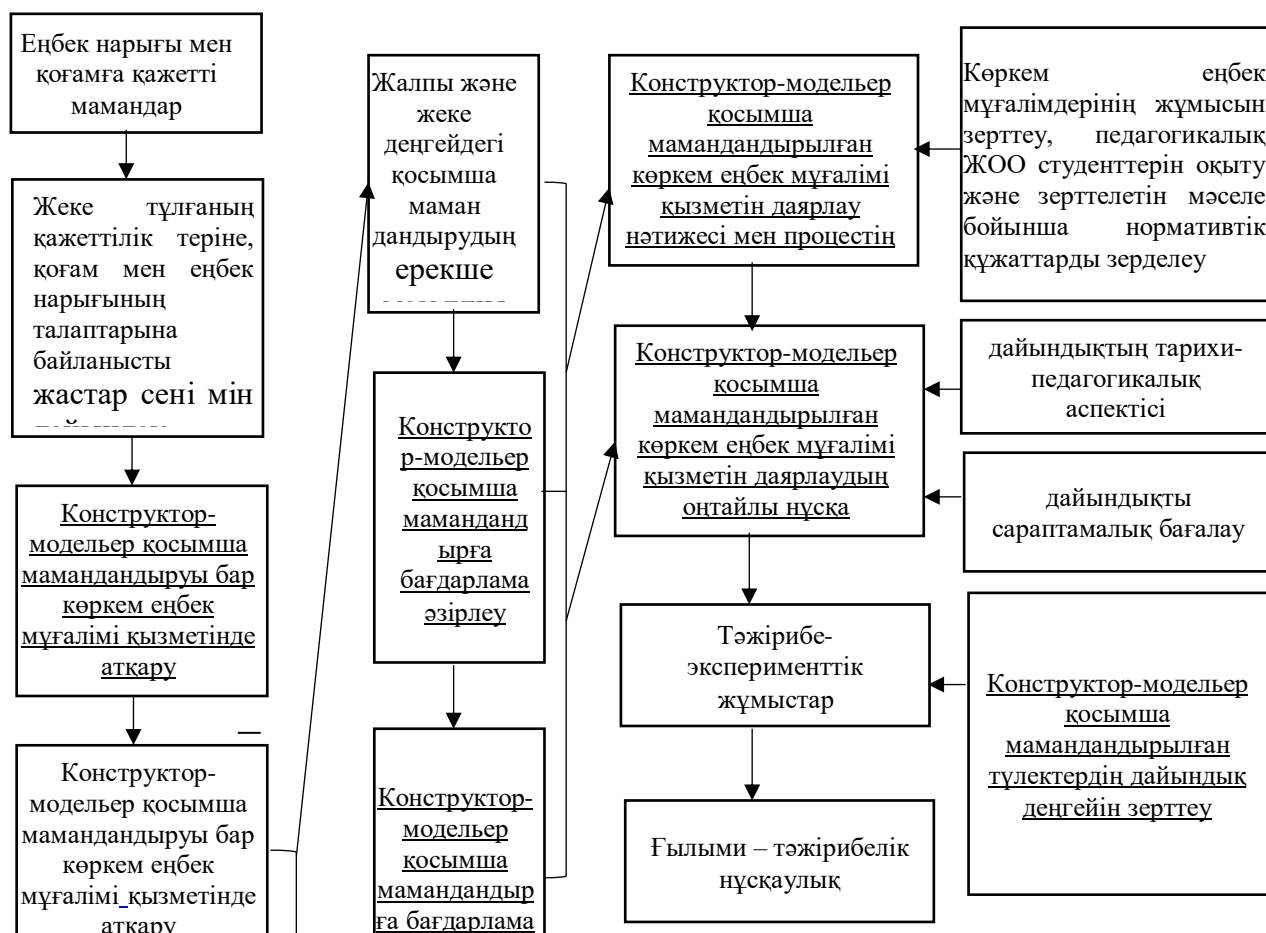 Еңбек нарығы мен
қоғамға қажетті
мамандар
Жеке тұлғаның
қажеттілік теріне,
қоғам мен еңбек
нарығының
талаптарына
байланысты
жастар сені мін
Конструктор-
модельер қосымша
мамандандыруы бар
көркем еңбек
мұғалімі қызметінде
атқару
Конструктор-
модельер қосымша
мамандандыруы бар
көркем еңбек
мұғалімі қызметінде
атқару
Жалпы және
жеке
деңгейдегі
қосымша
маман
дандырудың
ерекше
Конструкто
р-модельер
қосымша
маманданд
ырға
бағдарлама
әзірлеу
Конструктор-
модельер
қосымша
мамандандыр
ға бағдарлама
Конструктор-модельер
қосымша
мамандандырылған
көркем еңбек мұғалімі
қызметін даярлау
нәтижесі мен процестің
Конструктор-модельер
қосымша
мамандандырылған
көркем еңбек мұғалімі
қызметін даярлаудың
оңтайлы нұсқа
Тәжірибе-
эксперименттік
жұмыстар
Ғылыми – тәжірибелік
нұсқаулық
Көркем еңбек
мұғалімдерінің жұмысын
зерттеу, педагогикалық
ЖОО студенттерін оқыту
және зерттелетін мәселе
бойынша нормативтік
құжаттарды зерделеу
дайындықтың тарихи-
педагогикалық
аспектісі
дайындықты
сараптамалық бағалау
Конструктор-модельер
қосымша
мамандандырылған
түлектердің дайындық
деңгейін зерттеу